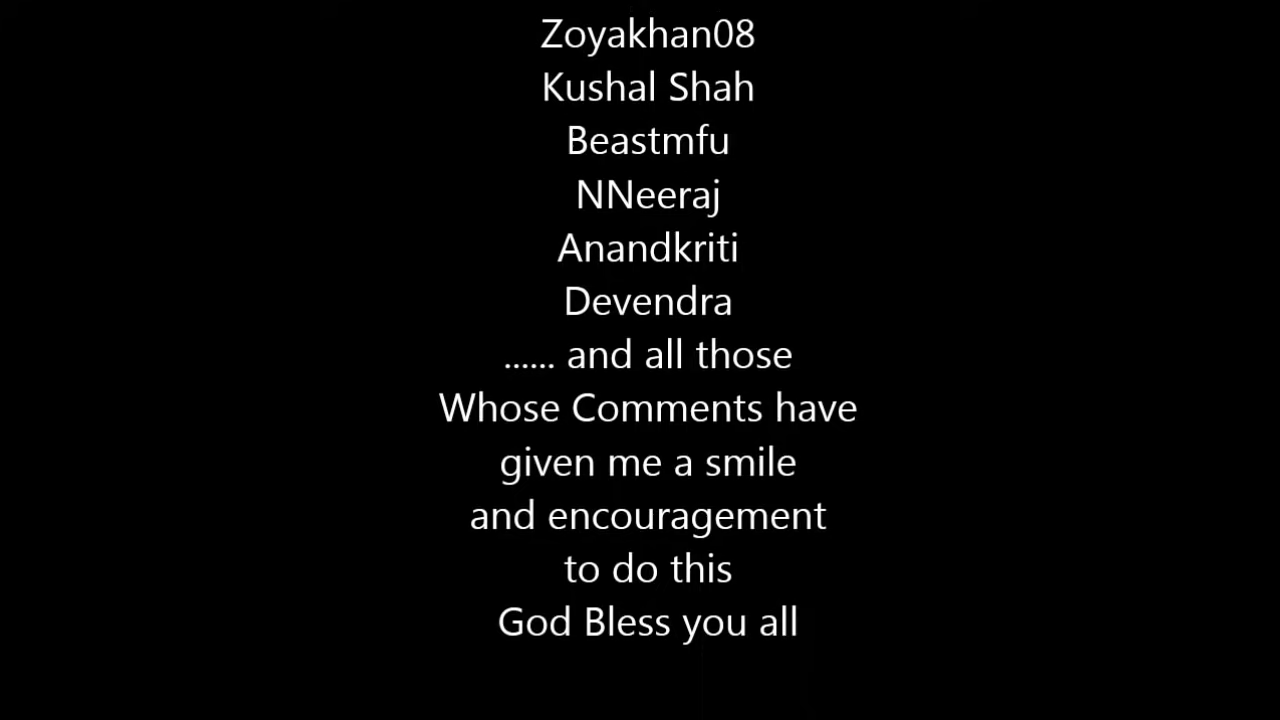 Zoyakhan08
Kushal Shah
Beastmfu
NNeeraj
Anandkriti
Devendra
...... and all those
Whose Comments have
given me a smile
and encouragement
to do this
God Bless you all